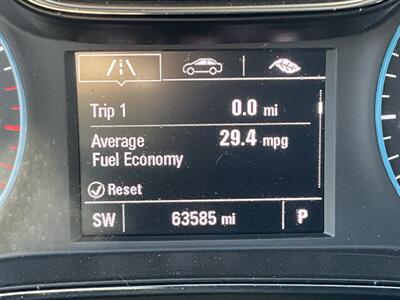 Trip 1 0.0 mi
Average 29.4 mpg
Fuel Economy
Reset
SW 63585 mi P